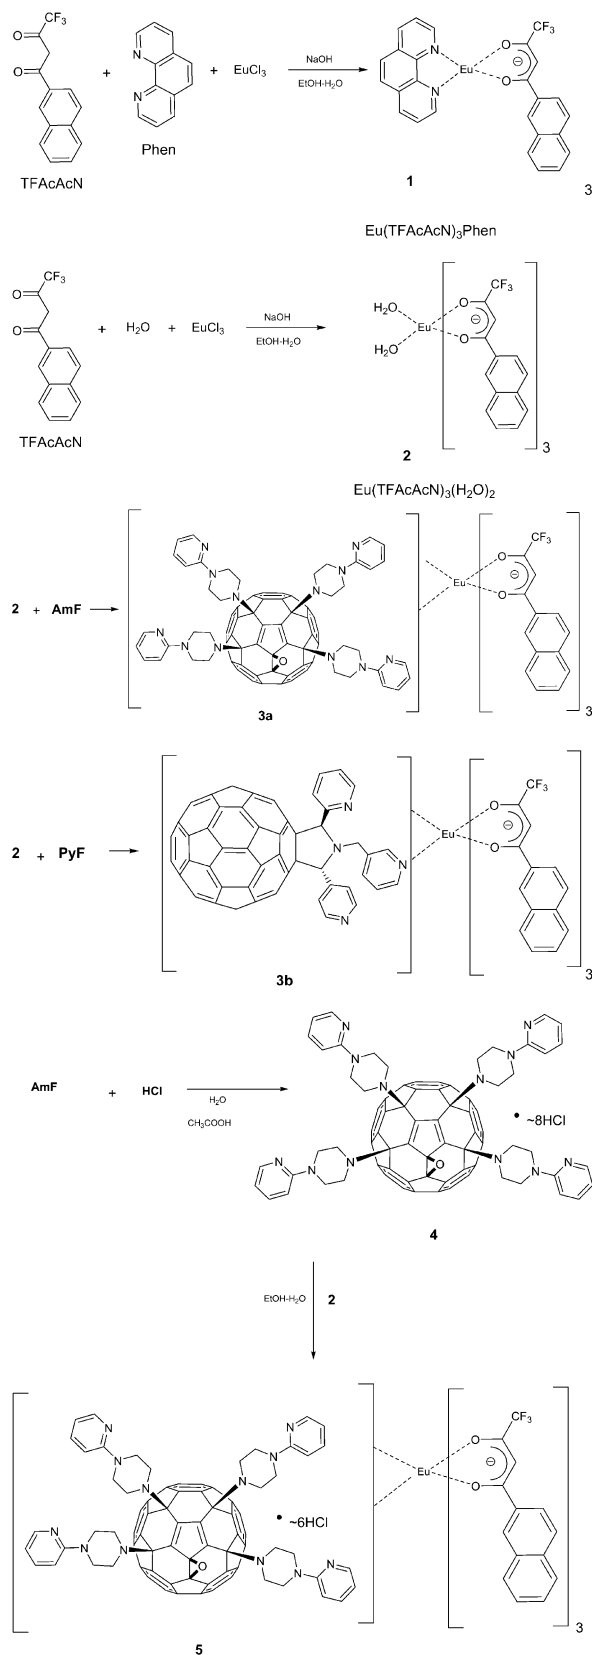 CF₃
O
O
TFAcAcN
+
N
N
Phen
+ EuCl₃
NaOH
EtOH-H₂O
N
N
Eu
O
O
CF₃
⊖
1
3
Eu(TFAcAcN)₃Phen
CF₃
O
O
TFAcAcN
+ H₂O + EuCl₃
NaOH
EtOH-H₂O
H₂O
H₂O
Eu
O
O
CF₃
⊖
3
2
Eu(TFAcAcN)₃(H₂O)₂
2 + AmF
N
N
N
N
N
N
N
N
N
N
N
N
O
3a
Eu
O
O
CF₃
⊖
3
2 + PyF
N
N
N
N
3b
Eu
O
O
CF₃
⊖
3
AmF + HCl
H₂O
CH₃COOH
N
N
N
N
N
N
N
N
N
N
N
N
O
• ~8HCl
4
EtOH-H₂O
2
N
N
N
N
N
N
N
N
N
N
N
N
O
• ~6HCl
5
Eu
O
O
CF₃
⊖
3